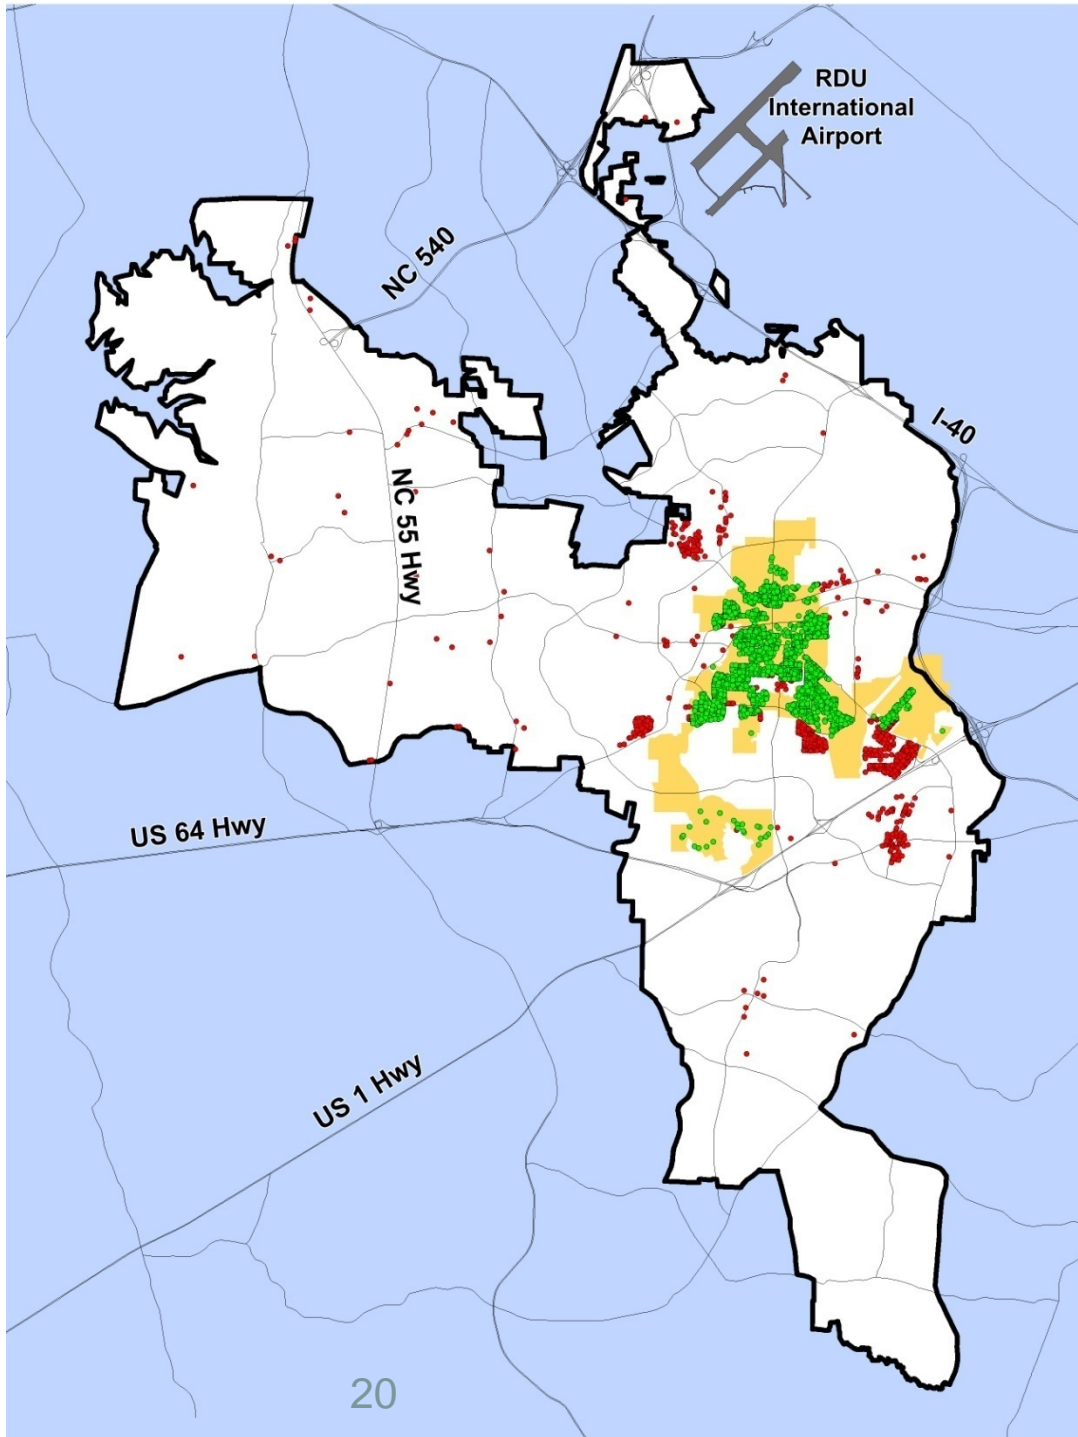 RDU
International
Airport
NC 540
I-40
NC 55 Hwy
US 64 Hwy
US 1 Hwy
20